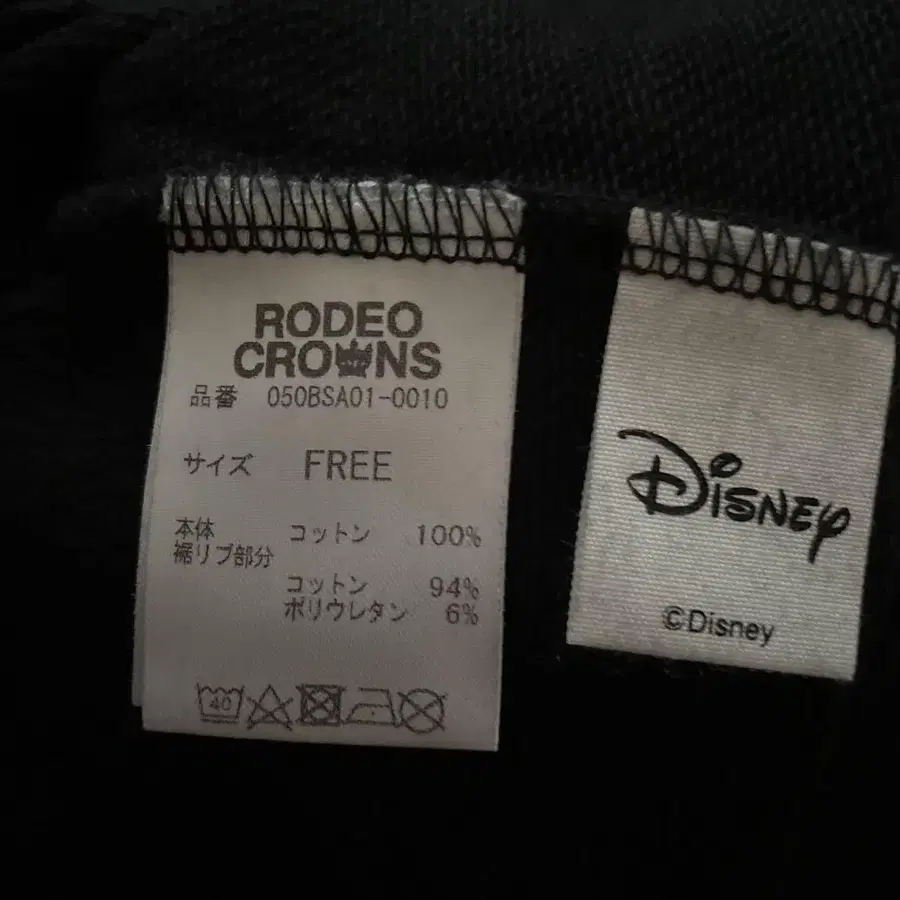 RODEO
CROWNS
品番 050BSA01-0010
サイズ FREE
本体 コットン 100%
裾リブ部分
コットン 94%
ポリウレタン 6%
40
Disney
©Disney